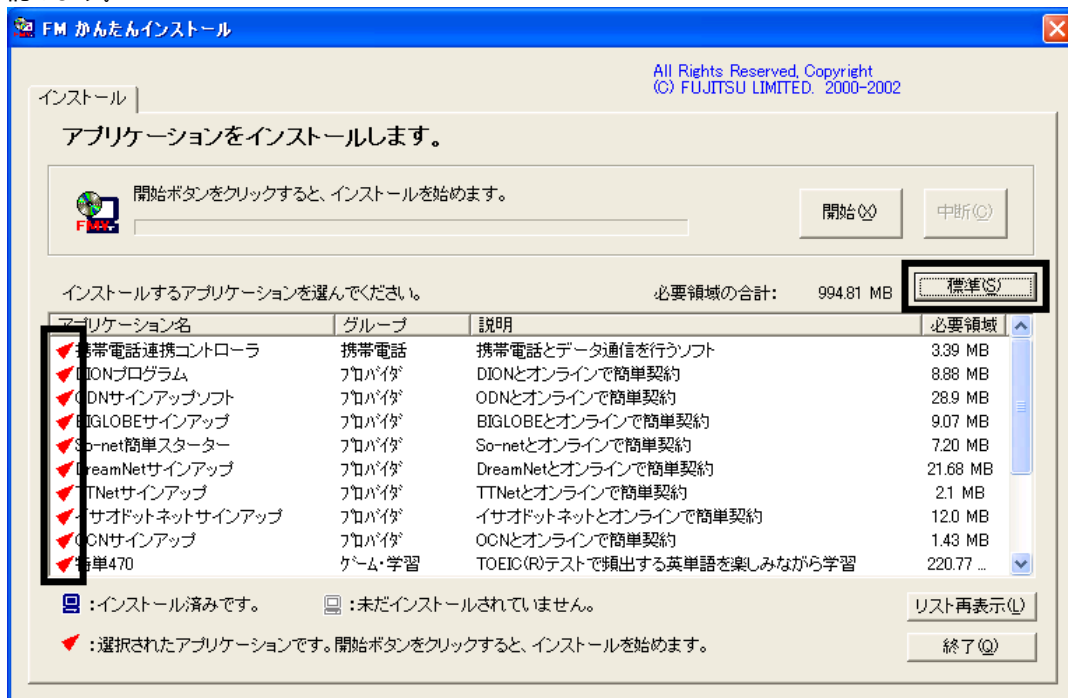 FM かんたんインストール
All Rights Reserved, Copyright
(C) FUJITSU LIMITED. 2000-2002
インストール
アプリケーションをインストールします。
開始ボタンをクリックすると、インストールを始めます。
FMV
開始(X)
中断(C)
インストールするアプリケーションを選んでください。 必要領域の合計: 994.81 MB 標準(S)
アプリケーション名 グループ 説明 必要領域
携帯電話連携コントローラ 携帯電話 携帯電話とデータ通信を行うソフト 3.39 MB
DIONプログラム プロバイダ DIONとオンラインで簡単契約 8.88 MB
ODNサインアップソフト プロバイダ ODNとオンラインで簡単契約 28.9 MB
BIGLOBEサインアップ プロバイダ BIGLOBEとオンラインで簡単契約 9.07 MB
So-net簡単スターター プロバイダ So-netとオンラインで簡単契約 7.20 MB
DreamNetサインアップ プロバイダ DreamNetとオンラインで簡単契約 21.68 MB
TTNetサインアップ プロバイダ TTNetとオンラインで簡単契約 2.1 MB
イサオドットネットサインアップ プロバイダ イサオドットネットとオンラインで簡単契約 12.0 MB
OCNサインアップ プロバイダ OCNとオンラインで簡単契約 1.43 MB
特単470 ゲーム・学習 TOEIC(R)テストで頻出する英単語を楽しみながら学習 220.77 ...
:インストール済みです。 :未だインストールされていません。
リスト再表示(L)
:選択されたアプリケーションです。開始ボタンをクリックすると、インストールを始めます。
終了(Q)